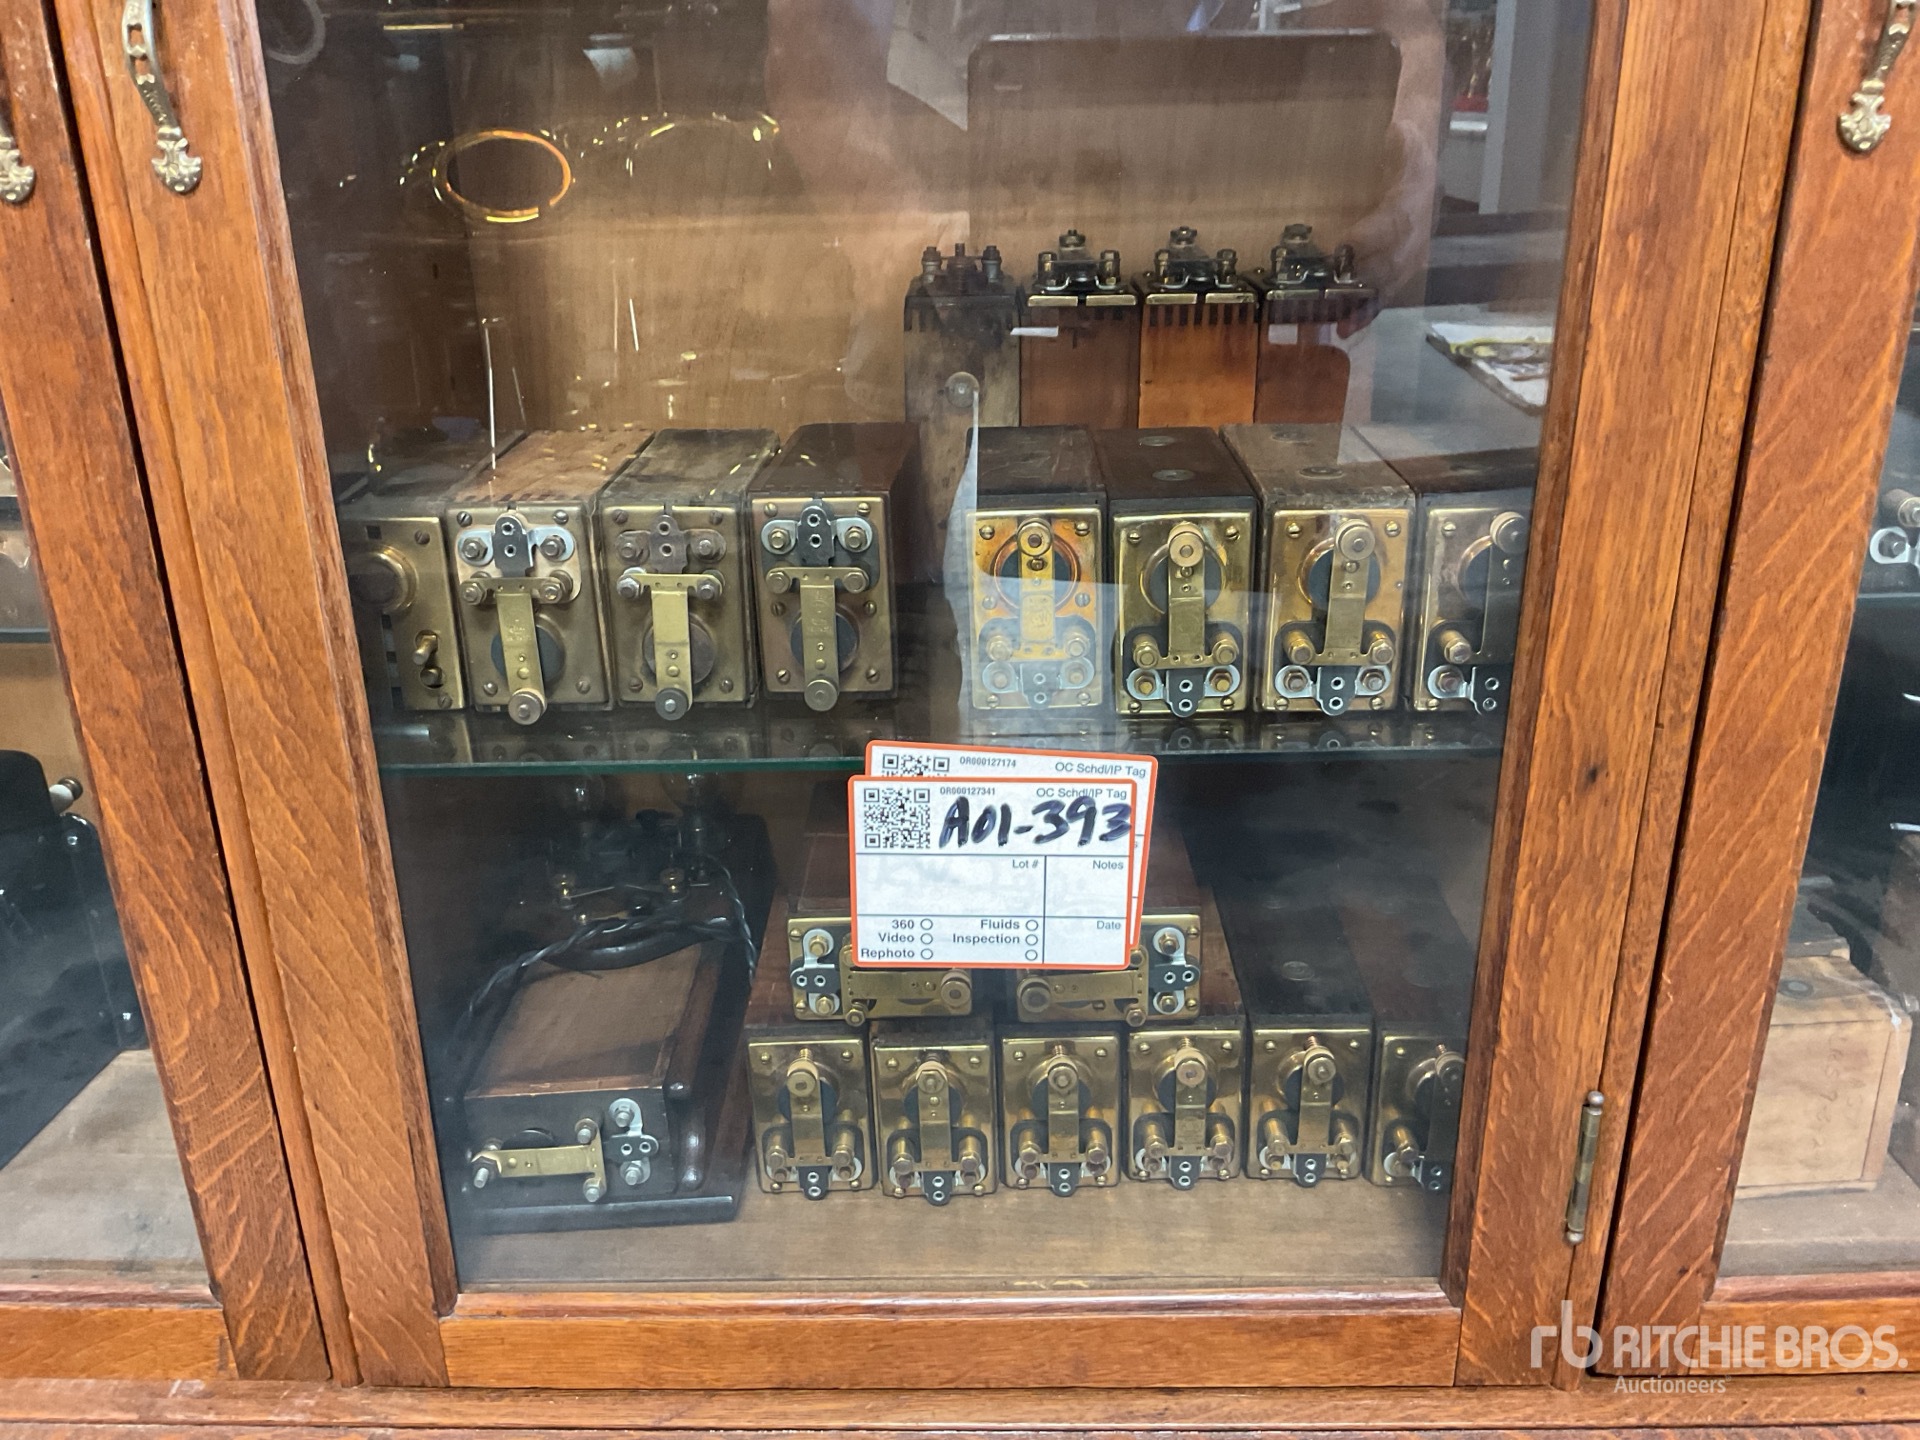 OR000127174 OC Schdl/IP Tag
OR000127341 OC Schdl/IP Tag
A01-393
Lot # Notes
360 Fluids Date
Video Inspection
Rephoto
rb RITCHIE BROS.
Auctioneers